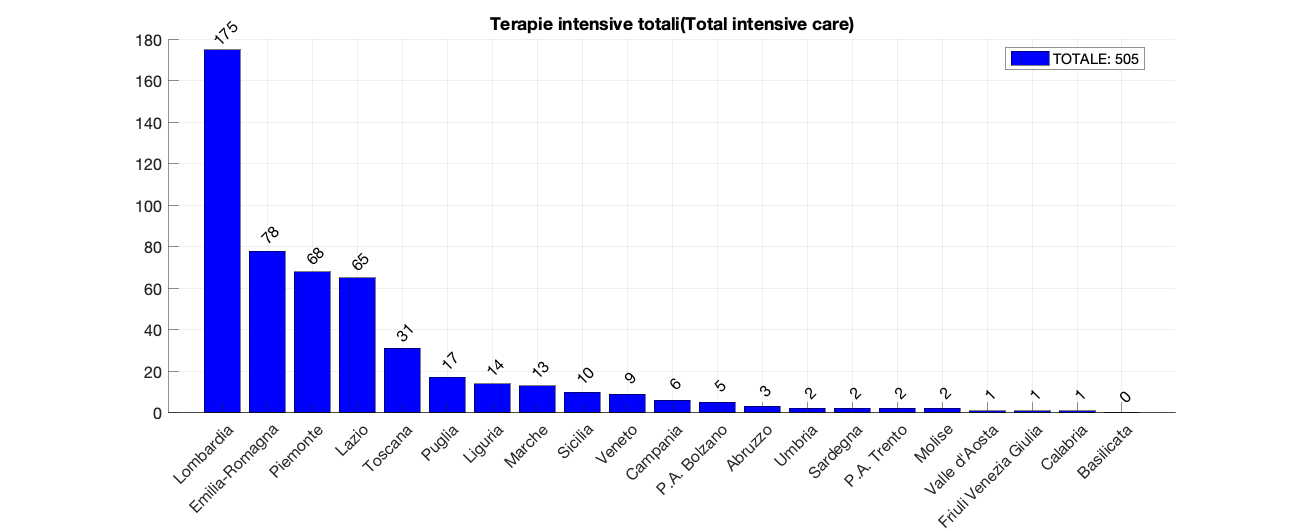 Terapie intensive totali(Total intensive care)
TOTALE: 505
180
160
140
120
100
80
60
40
20
0
175
78
68
65
31
17
14
13
10
9
6
5
3
2
2
2
2
1
1
1
0
Lombardia
Emilia-Romagna
Piemonte
Lazio
Toscana
Puglia
Liguria
Marche
Sicilia
Veneto
Campania
P.A. Bolzano
Abruzzo
Umbria
Sardegna
P.A. Trento
Molise
Valle d'Aosta
Friuli Venezia Giulia
Calabria
Basilicata